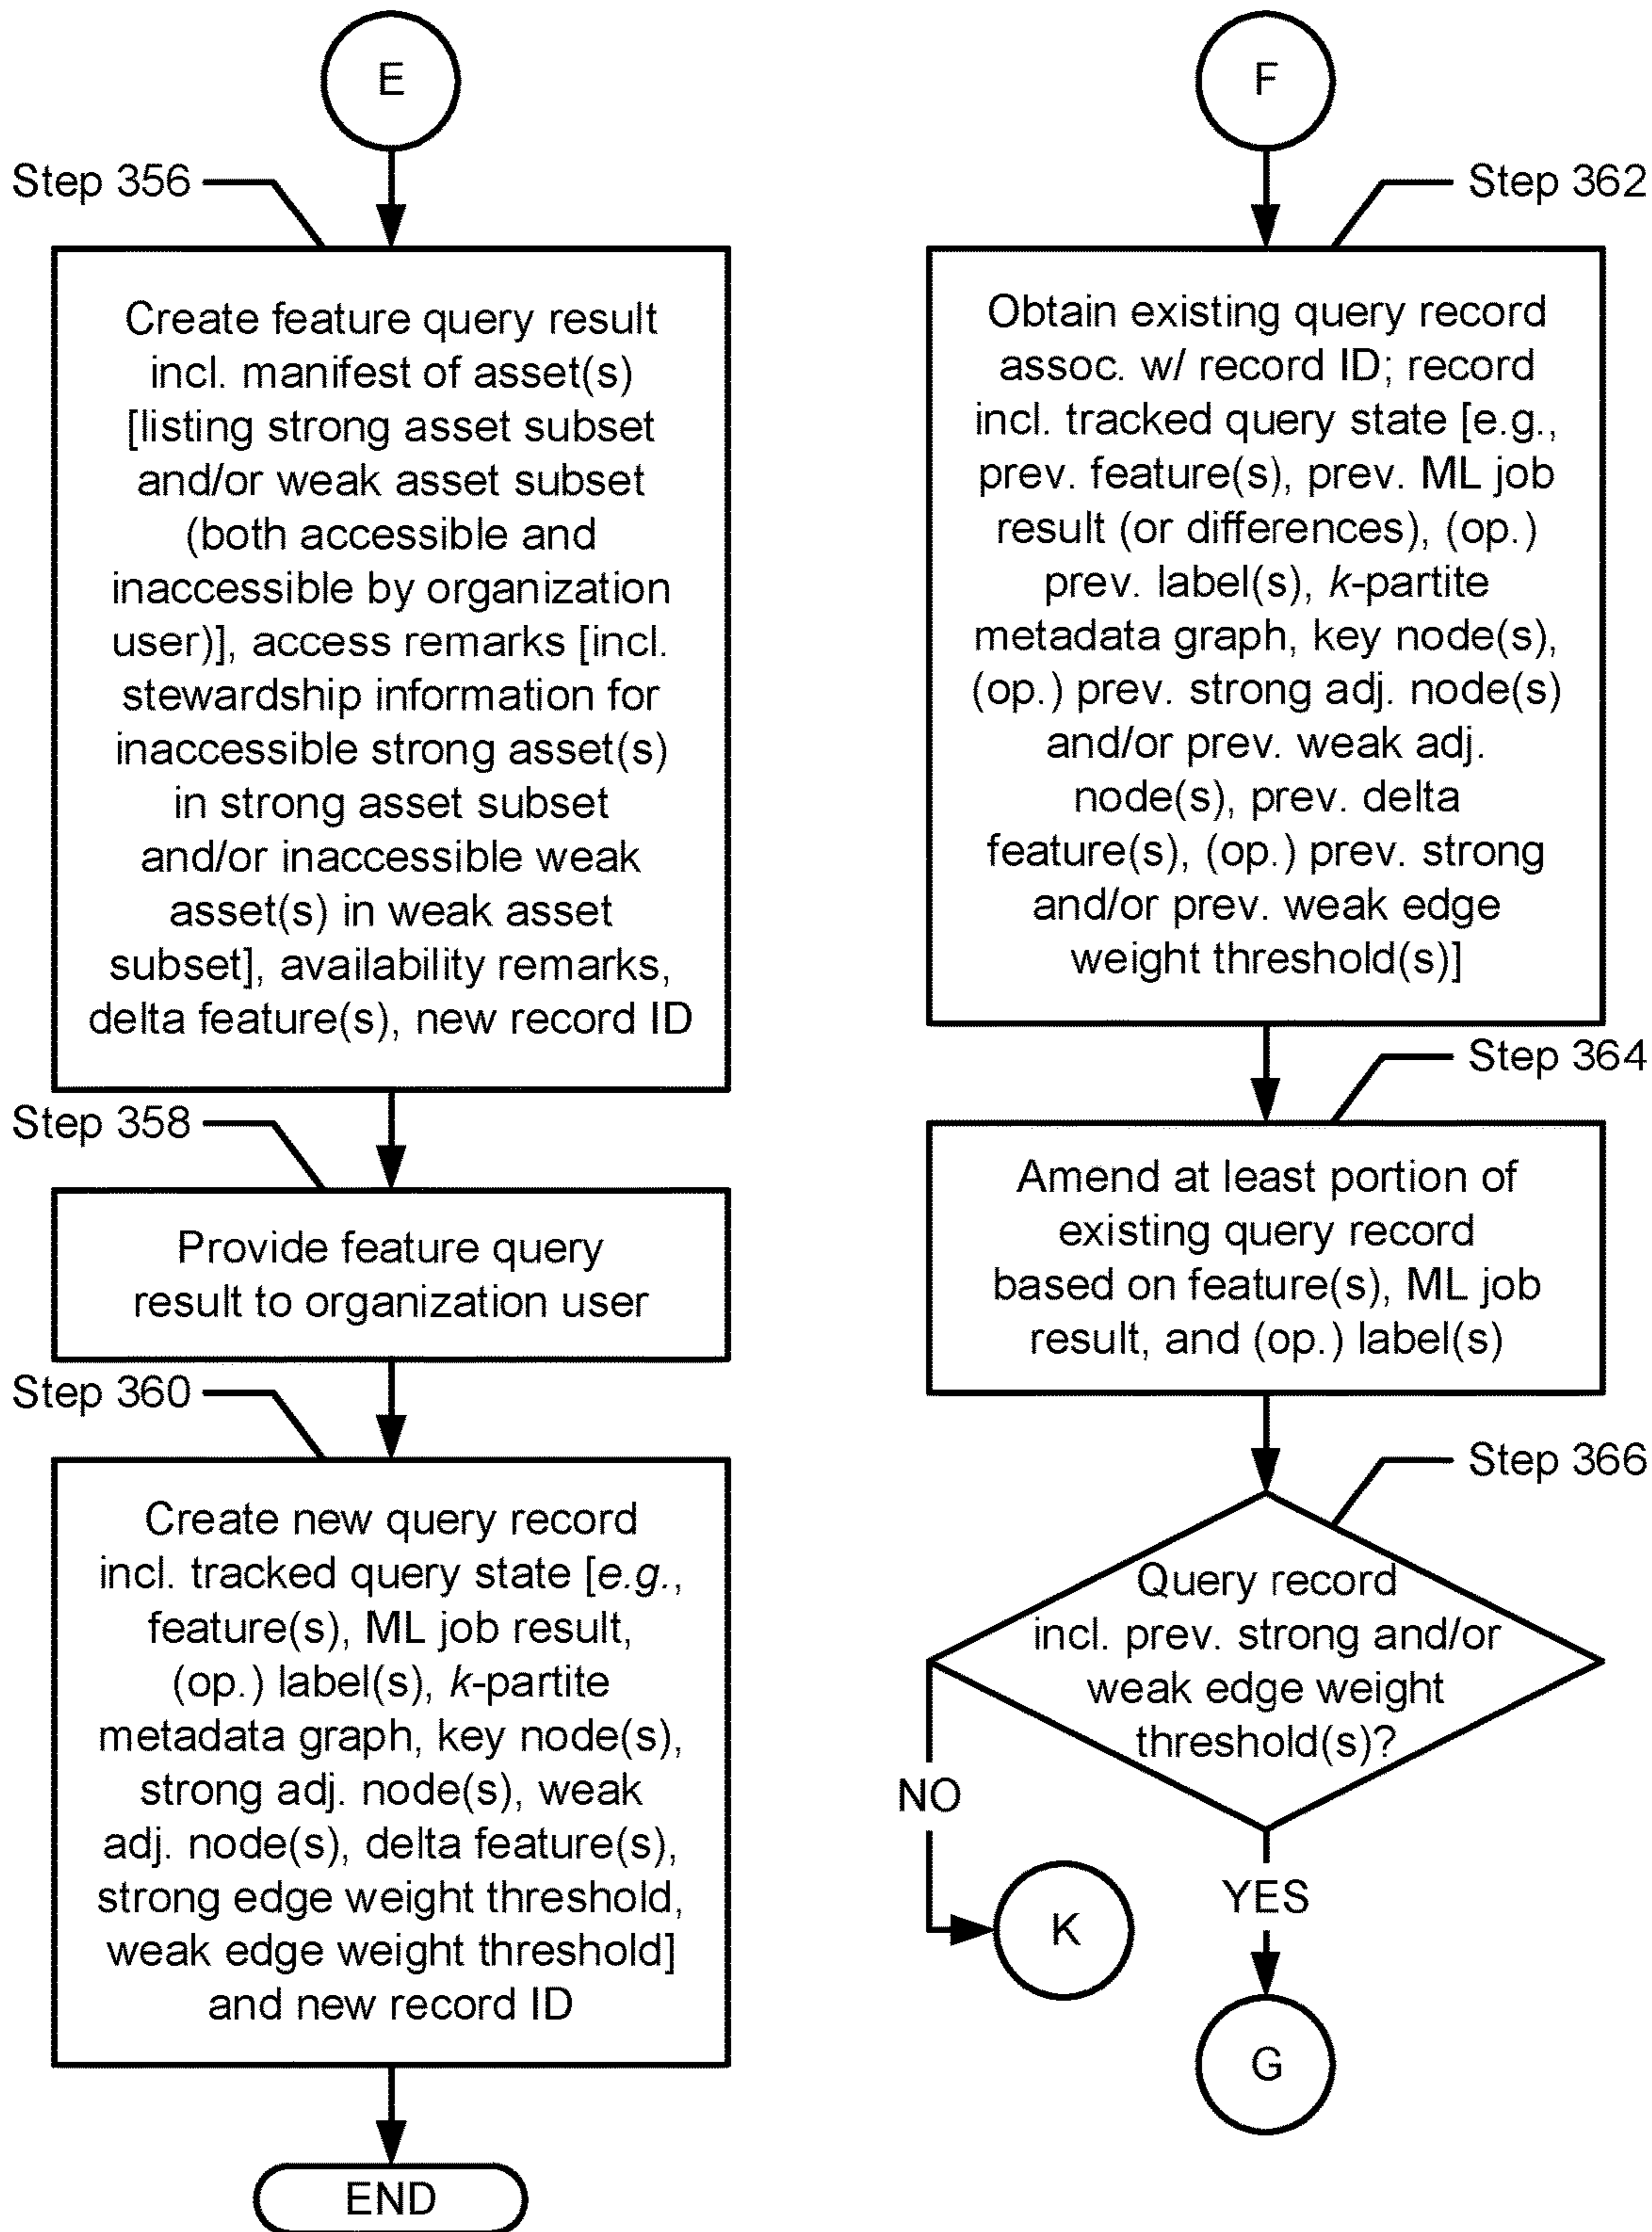 E
Step 356
Create feature query result
incl. manifest of asset(s)
[listing strong asset subset
and/or weak asset subset
(both accessible and
inaccessible by organization
user)], access remarks [incl.
stewardship information for
inaccessible strong asset(s)
in strong asset subset
and/or inaccessible weak
asset(s) in weak asset
subset], availability remarks,
delta feature(s), new record ID
Step 358
Provide feature query
result to organization user
Step 360
Create new query record
incl. tracked query state [e.g.,
feature(s), ML job result,
(op.) label(s), k-partite
metadata graph, key node(s),
strong adj. node(s), weak
adj. node(s), delta feature(s),
strong edge weight threshold,
weak edge weight threshold]
and new record ID
END
F
Step 362
Obtain existing query record
assoc. w/ record ID; record
incl. tracked query state [e.g.,
prev. feature(s), prev. ML job
result (or differences), (op.)
prev. label(s), k-partite
metadata graph, key node(s),
(op.) prev. strong adj. node(s)
and/or prev. weak adj.
node(s), prev. delta
feature(s), (op.) prev. strong
and/or prev. weak edge
weight threshold(s)]
Step 364
Amend at least portion of
existing query record
based on feature(s), ML job
result, and (op.) label(s)
Step 366
Query record
incl. prev. strong and/or
weak edge weight
threshold(s)?
NO
K
YES
G